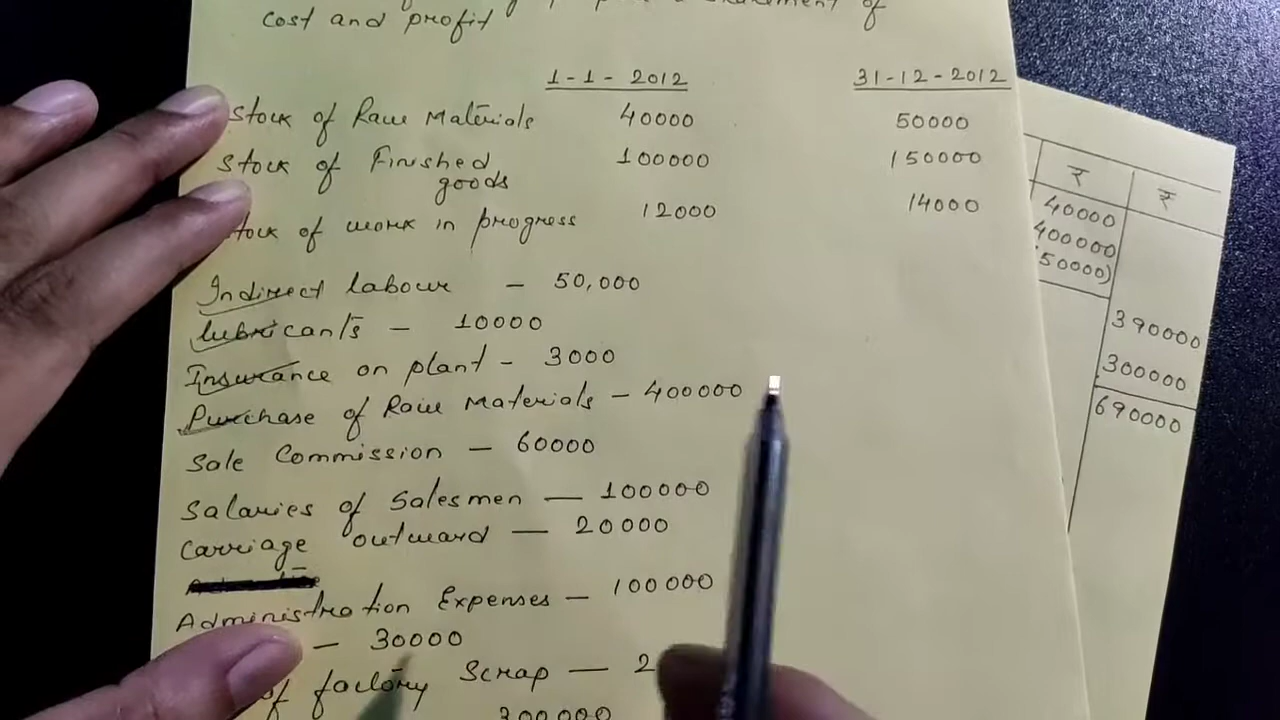 statement of
cost and profit
1-1-2012 31-12-2012
Stock of Raw Materials 40000 50000
Stock of Finished goods 100000 150000
of work in progress 12000 14000
Indirect labour - 50,000
lubricants - 10000
Insurance on plant - 3000
Purchase of Raw Materials - 400000
Sale Commission - 60000
Salaries of Salesmen - 100000
Carriage outward - 20000
Administration Expenses - 100000
- 30000
of factory Scrap - 2
300000
₹ ₹
40000
400000
(50000)
390000
300000
690000